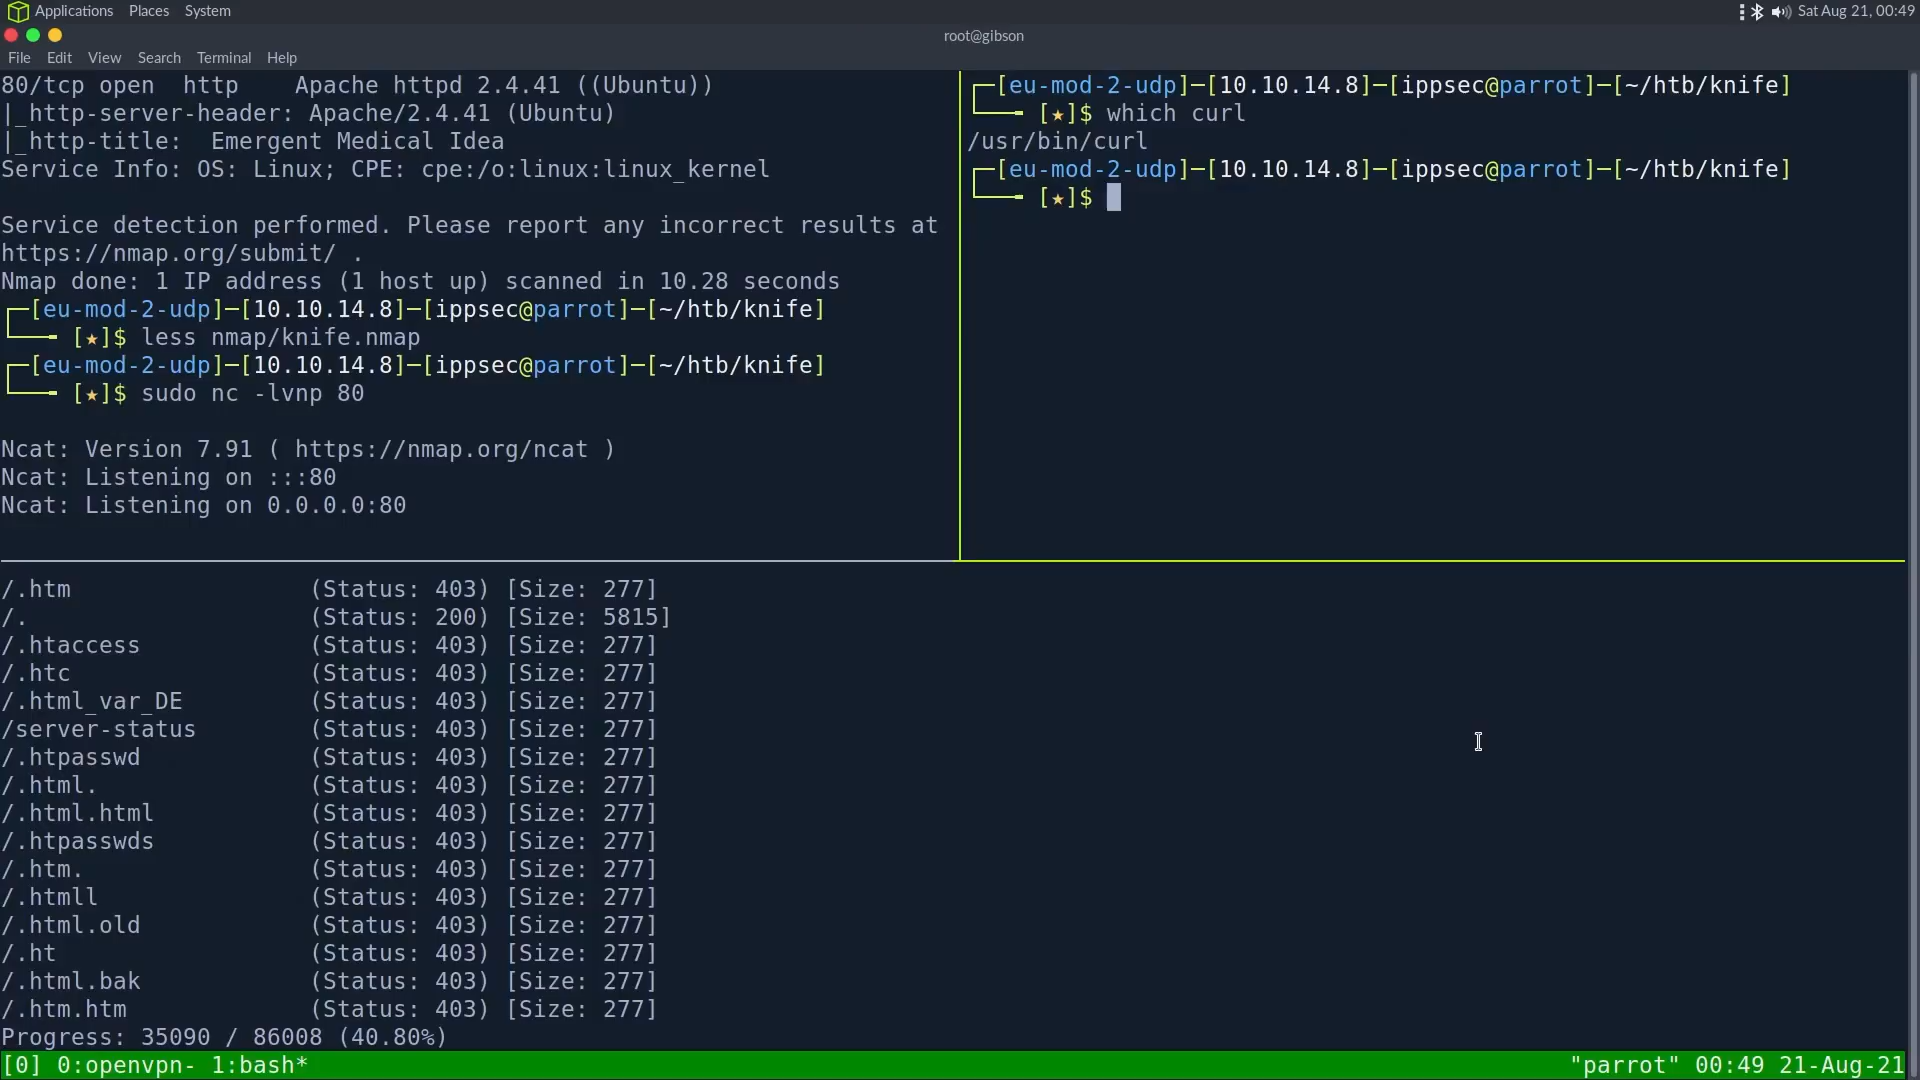 Applications Places System
Sat Aug 21, 00:49
root@gibson
File Edit View Search Terminal Help
80/tcp open  http    Apache httpd 2.4.41 ((Ubuntu))
|_http-server-header: Apache/2.4.41 (Ubuntu)
|_http-title:  Emergent Medical Idea
Service Info: OS: Linux; CPE: cpe:/o:linux:linux_kernel
Service detection performed. Please report any incorrect results at
https://nmap.org/submit/ .
Nmap done: 1 IP address (1 host up) scanned in 10.28 seconds
┌─[eu-mod-2-udp]─[10.10.14.8]─[ippsec@parrot]─[~/htb/knife]
└──╼ [★]$ less nmap/knife.nmap
┌─[eu-mod-2-udp]─[10.10.14.8]─[ippsec@parrot]─[~/htb/knife]
└──╼ [★]$ sudo nc -lvnp 80
Ncat: Version 7.91 ( https://nmap.org/ncat )
Ncat: Listening on :::80
Ncat: Listening on 0.0.0.0:80
┌─[eu-mod-2-udp]─[10.10.14.8]─[ippsec@parrot]─[~/htb/knife]
└──╼ [★]$ which curl
/usr/bin/curl
┌─[eu-mod-2-udp]─[10.10.14.8]─[ippsec@parrot]─[~/htb/knife]
└──╼ [★]$
/.htm                 (Status: 403) [Size: 277]
/.                    (Status: 200) [Size: 5815]
/.htaccess            (Status: 403) [Size: 277]
/.htc                 (Status: 403) [Size: 277]
/.html_var_DE         (Status: 403) [Size: 277]
/server-status        (Status: 403) [Size: 277]
/.htpasswd            (Status: 403) [Size: 277]
/.html.               (Status: 403) [Size: 277]
/.html.html           (Status: 403) [Size: 277]
/.htpasswds           (Status: 403) [Size: 277]
/.htm.                (Status: 403) [Size: 277]
/.htmll               (Status: 403) [Size: 277]
/.html.old            (Status: 403) [Size: 277]
/.ht                  (Status: 403) [Size: 277]
/.html.bak            (Status: 403) [Size: 277]
/.htm.htm             (Status: 403) [Size: 277]
Progress: 35090 / 86008 (40.80%)
[0] 0:openvpn- 1:bash* "parrot" 00:49 21-Aug-21